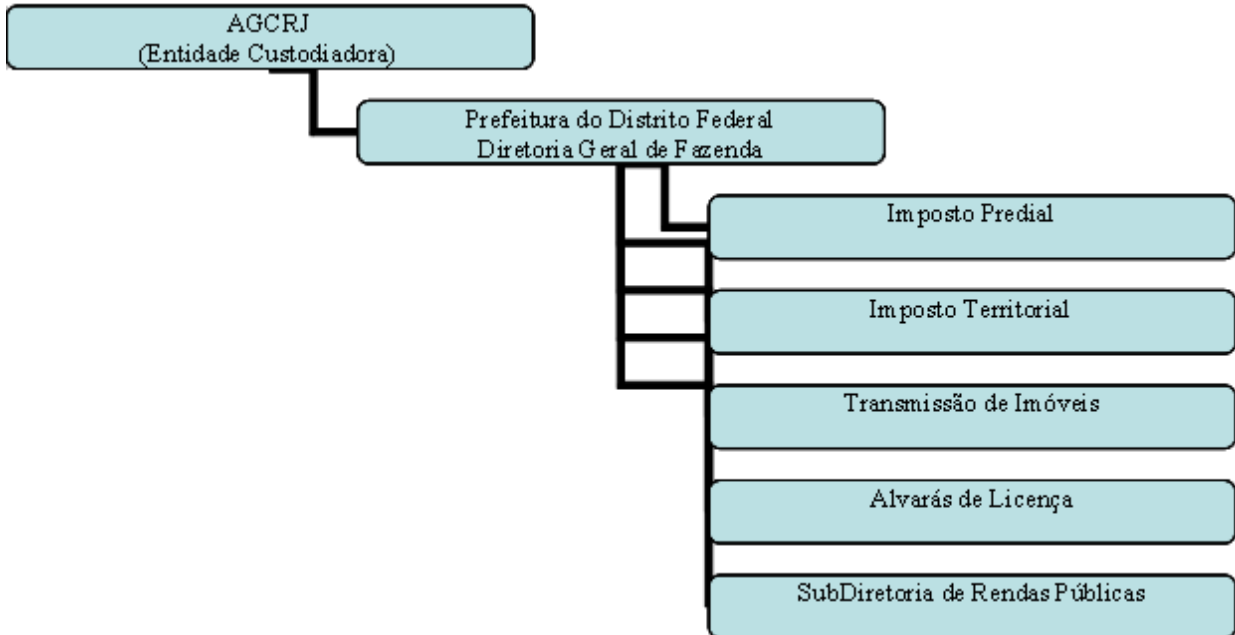 AGCRJ
(Entidade Custodiadora)
Prefeitura do Distrito Federal
Diretoria Geral de Fazenda
Imposto Predial
Imposto Territorial
Transmissão de Imóveis
Alvarás de Licença
SubDiretoria de Rendas Públicas